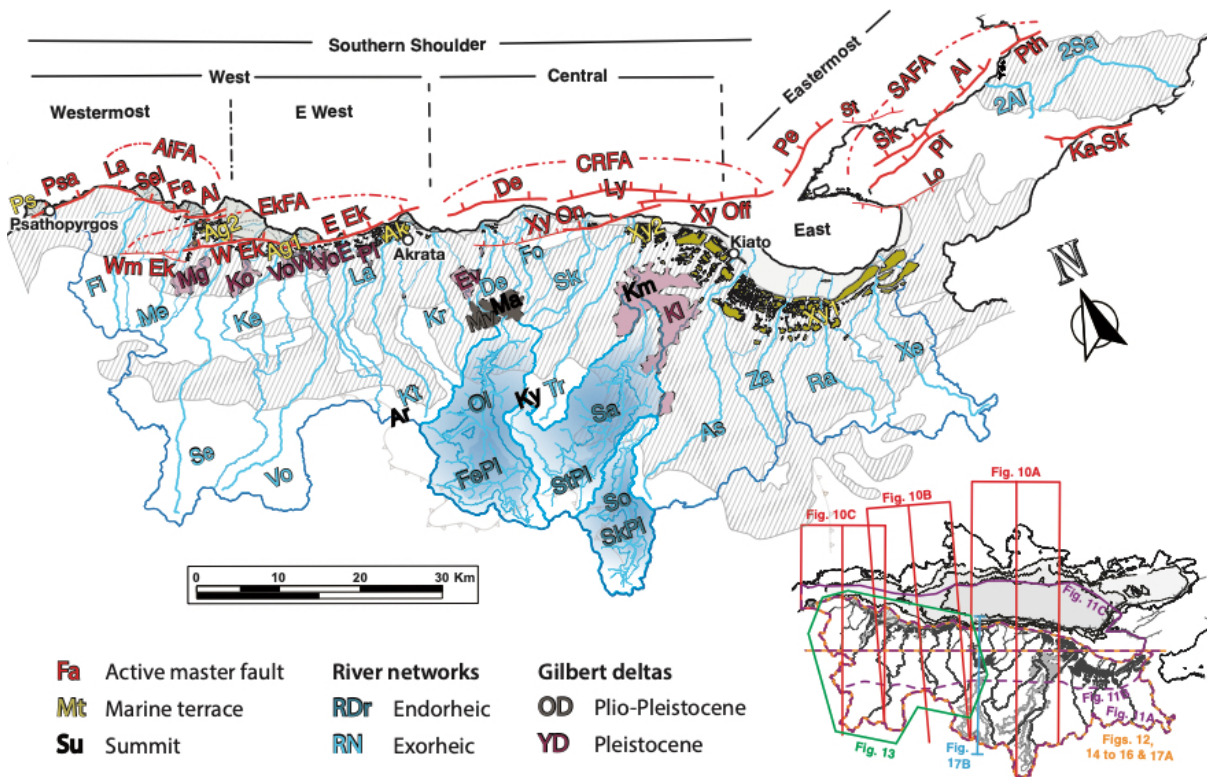 Southern Shoulder
West
Central
Eastermost
Westermost
E West
AiFA
CRFA
SAFA
Pth
2Sa
2Al
Al
St
Sk
Pe
Pl
Ka-Sk
Lo
Psa
La
Sel
Fa
Ai
EkFA
E Ek
De
Ly
Xy On
Xy Off
Ps
Psathopyrgos
Ag2
Wm Ek
W Ek
Ag1
Ak
Akrata
Xy2
Kiato
East
N
Fi
Me
Mg
Ko
Ke
VoW
VoE
Pf
La
Kr
Ev
De
Fo
Sk
Mv
Ma
Km
Kl
Xe
Za
Ra
As
Kt
Ar
Ol
Ky
Tr
Sa
Se
Vo
FePl
StPl
So
SkPl
0 10 20 30 Km
Fig. 10A
Fig. 10B
Fig. 10C
Fig. 11C
Fig. 11A
Fig. 13
Fig. 17B
Figs. 12, 14 to 16 & 17A
Fa Active master fault
Mt Marine terrace
Su Summit
River networks
RDr Endorheic
RN Exorheic
Gilbert deltas
OD Plio-Pleistocene
YD Pleistocene